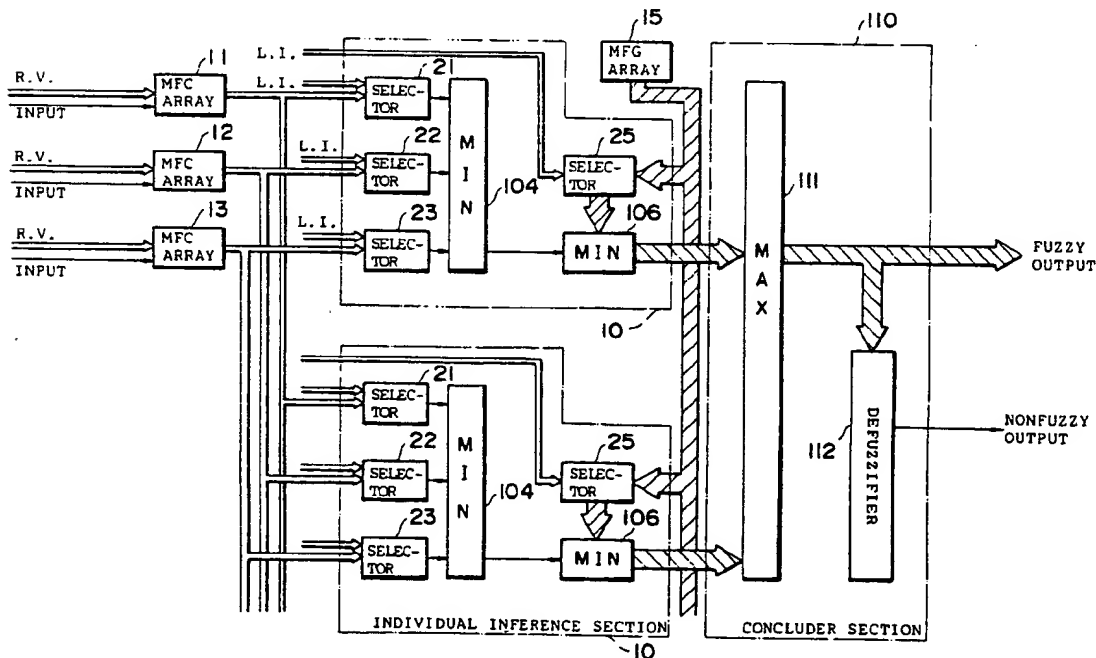 15
110
MFG
ARRAY
L.I.
21
11
R.V.
MFC
ARRAY
INPUT
L.I.
SELEC-
TOR
12
R.V.
MFC
ARRAY
INPUT
L.I.
22
SELEC-
TOR
13
R.V.
MFC
ARRAY
INPUT
L.I.
23
SELEC-
TOR
MIN
104
25
SELEC-
TOR
106
MIN
10
111
MAX
FUZZY
OUTPUT
21
SELEC-
TOR
22
SELEC-
TOR
23
SELEC-
TOR
MIN
104
25
SELEC-
TOR
106
MIN
112
DEFUZZIFIER
NONFUZZY
OUTPUT
INDIVIDUAL INFERENCE SECTION
10
CONCLUDER SECTION